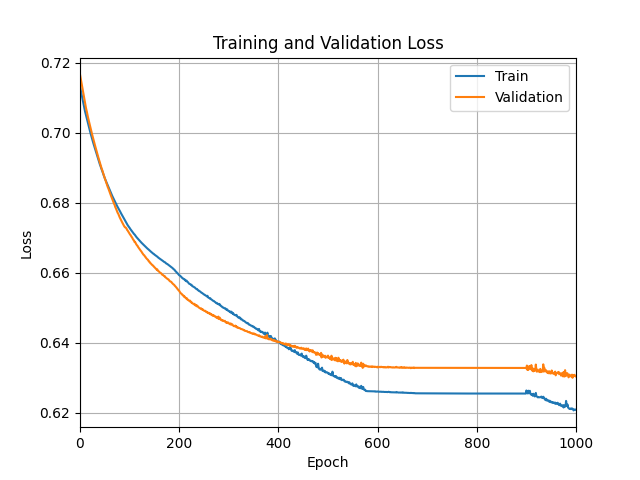 Training and Validation Loss
Train
Validation
0.72
0.70
0.68
0.66
0.64
0.62
Loss
0
200
400
600
800
1000
Epoch